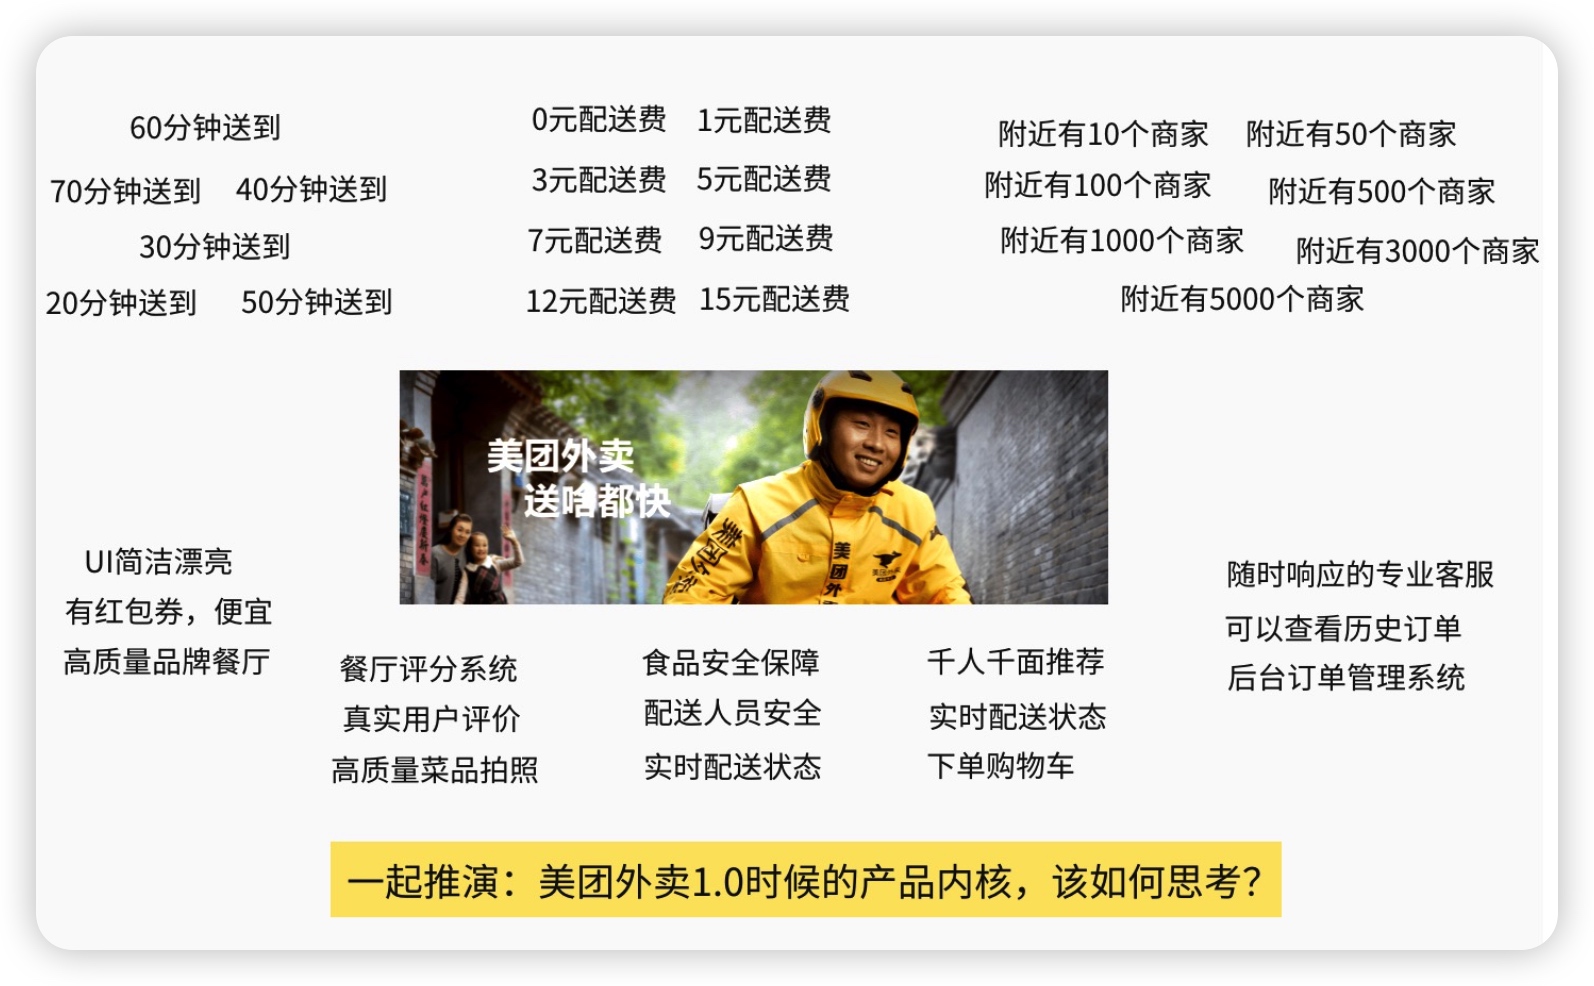 60分钟送到
70分钟送到 40分钟送到
30分钟送到
20分钟送到 50分钟送到
0元配送费 1元配送费
3元配送费 5元配送费
7元配送费 9元配送费
12元配送费 15元配送费
附近有10个商家 附近有50个商家
附近有100个商家 附近有500个商家
附近有1000个商家 附近有3000个商家
附近有5000个商家
美团外卖
送啥都快
美团外
美团外卖
UI简洁漂亮
有红包券，便宜
高质量品牌餐厅
餐厅评分系统
真实用户评价
高质量菜品拍照
食品安全保障
配送人员安全
实时配送状态
千人千面推荐
实时配送状态
下单购物车
随时响应的专业客服
可以查看历史订单
后台订单管理系统
一起推演：美团外卖1.0时候的产品内核，该如何思考？